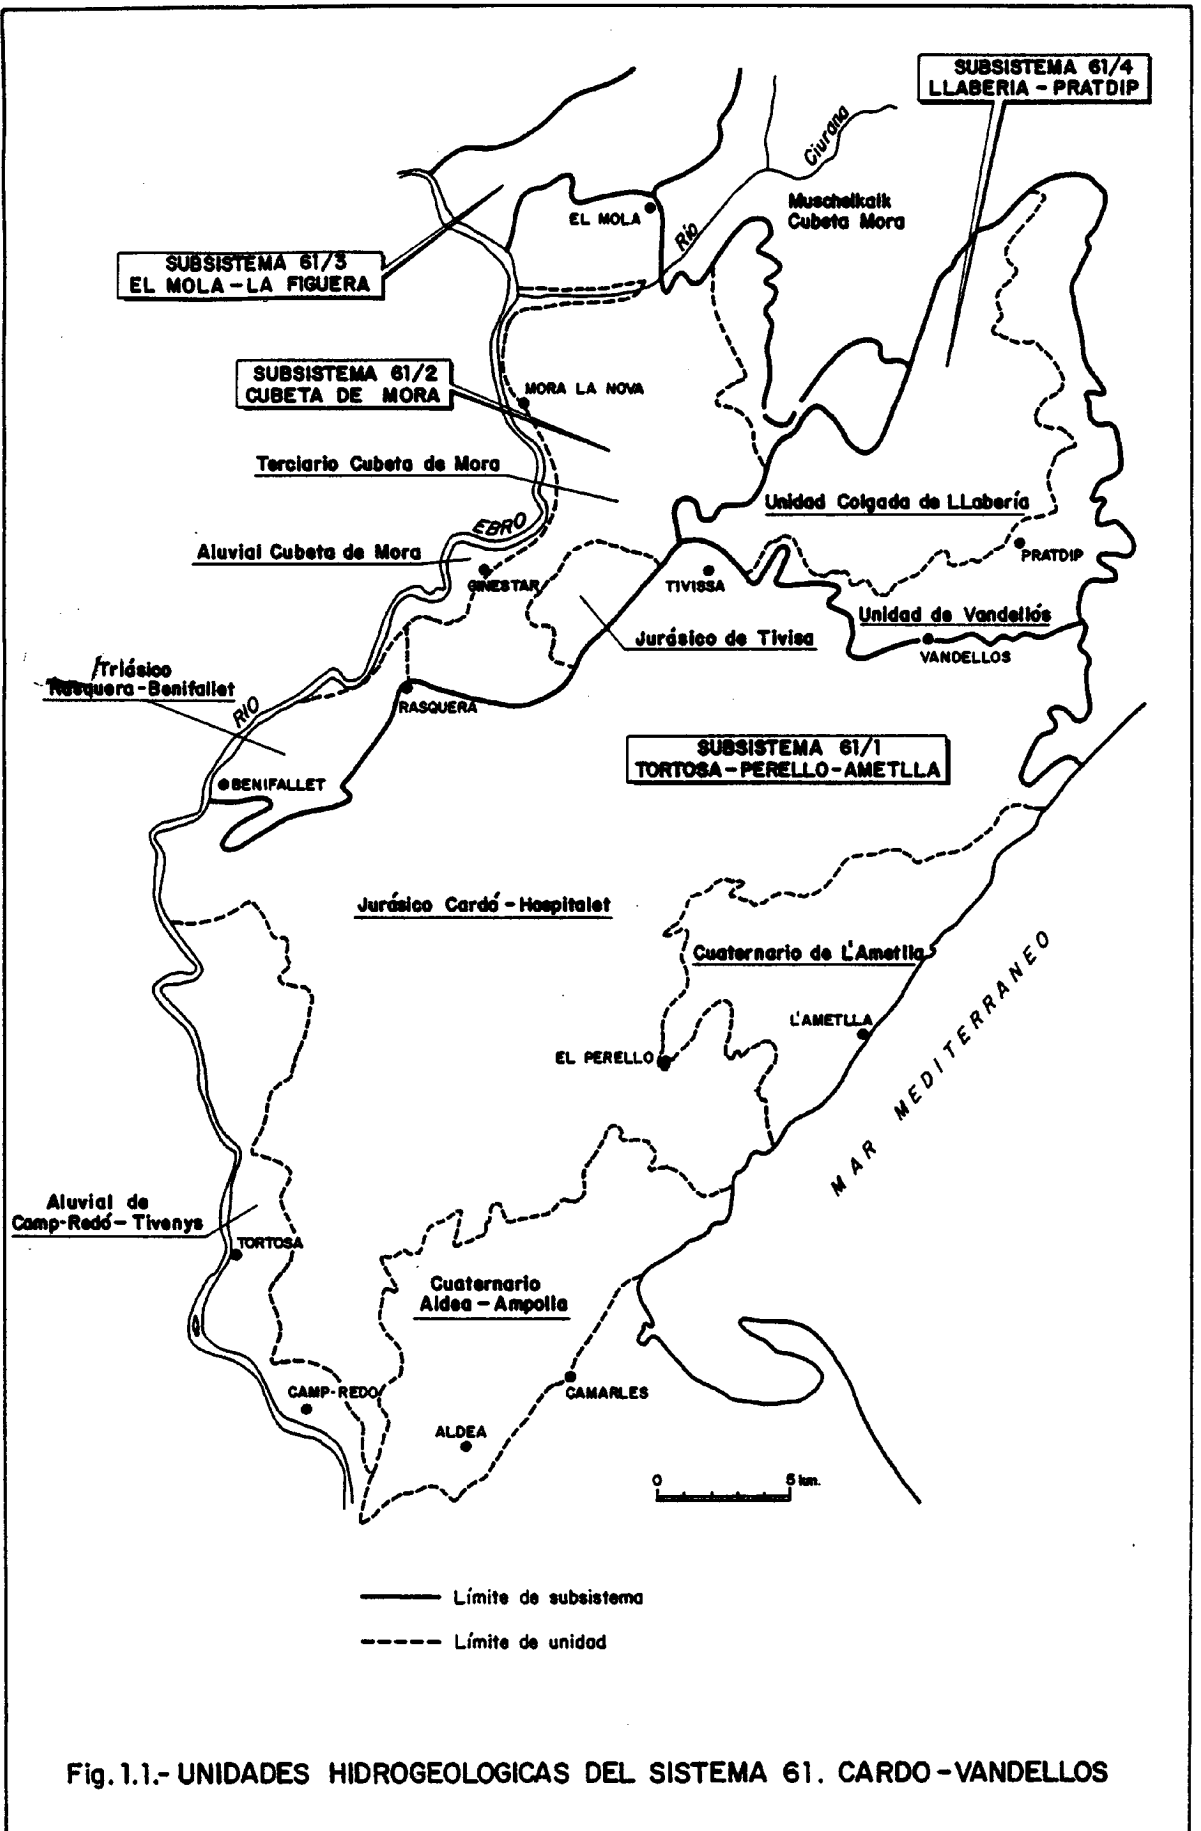 SUBSISTEMA 61/4
LLABERIA - PRATDIP
Ciurana
Muschelkalk
Cubeta Mora
EL MOLA
Río
SUBSISTEMA 61/3
EL MOLA - LA FIGUERA
SUBSISTEMA 61/2
CUBETA DE MORA
MORA LA NOVA
Terciario Cubeta de Mora
Unidad Colgada de LLabería
EBRO
Aluvial Cubeta de Mora
PRATDIP
GINESTAR
TIVISSA
Unidad de Vandellós
Jurásico de Tivisa
VANDELLOS
Triásico
Rasquera-Benifallet
RIO
RASQUERA
SUBSISTEMA 61/1
TORTOSA-PERELLO-AMETLLA
BENIFALLET
Jurásico Cardó-Hospitalet
Cuaternario de L'Ametlla
MAR MEDITERRANEO
L'AMETLLA
EL PERELLO
Aluvial de
Camp-Redó-Tivenys
TORTOSA
Cuaternario
Aldea-Ampolla
CAMP-REDO
CAMARLES
ALDEA
0 5 km.
Límite de subsistema
Límite de unidad
Fig. 1.1.- UNIDADES HIDROGEOLOGICAS DEL SISTEMA 61. CARDO-VANDELLOS